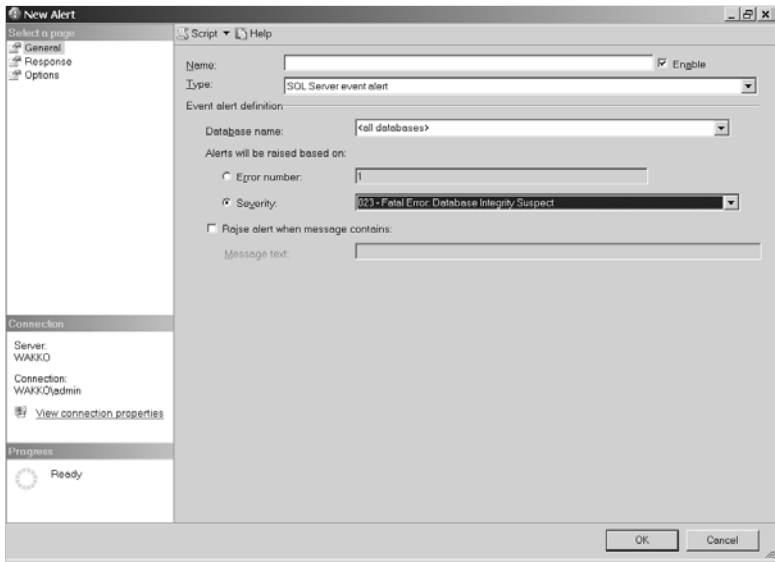 New Alert
Select a page
General
Response
Options
Script Help
Name:
Enable
Type:
SQL Server event alert
Event alert definition
Database name:
<all databases>
Alerts will be raised based on:
Error number:
1
Severity:
023 - Fatal Error: Database Integrity Suspect
Raise alert when message contains:
Message text:
Connection
Server:
WAKKO
Connection:
WAKKO\admin
View connection properties
Progress
Ready
OK
Cancel